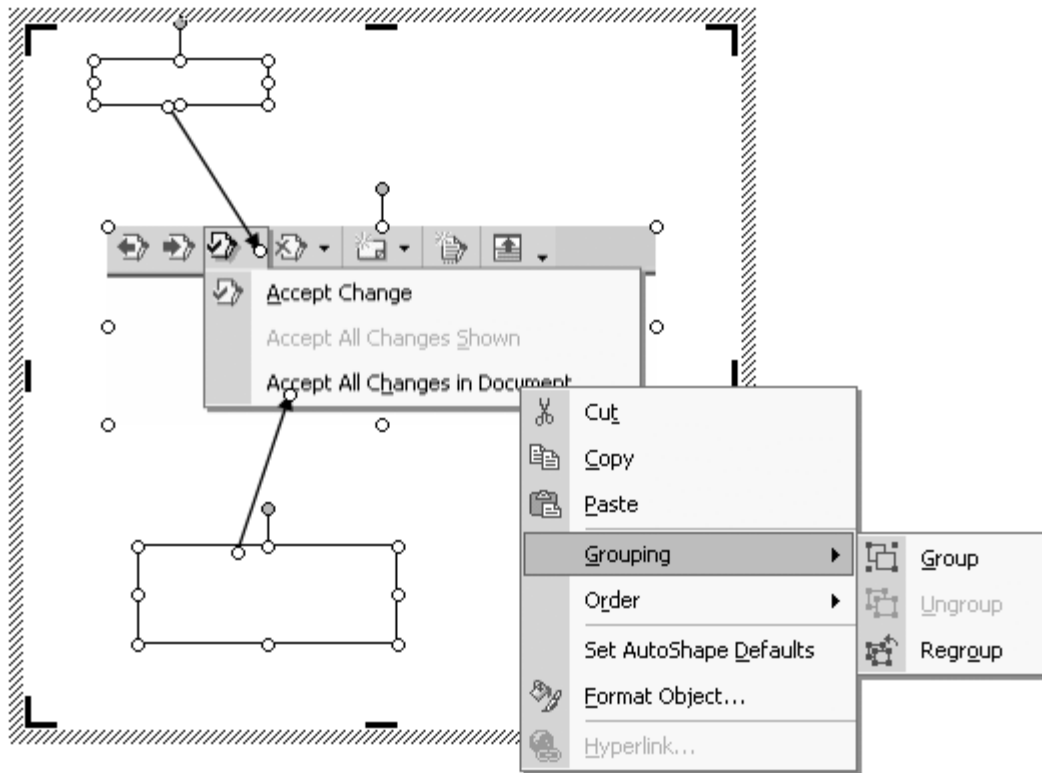 Accept Change
Accept All Changes Shown
Accept All Changes in Document
Cut
Copy
Paste
Grouping
Group
Ungroup
Regroup
Order
Set AutoShape Defaults
Format Object...
Hyperlink...